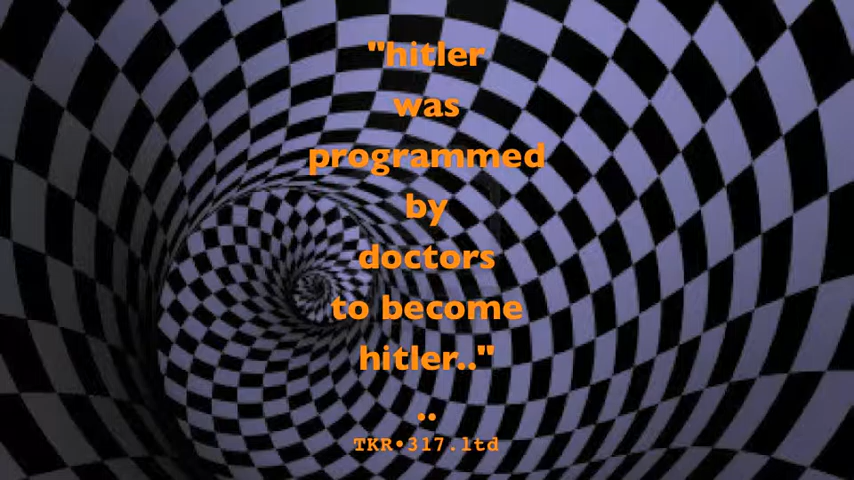 "hitler
was
programmed
by
doctors
to become
hitler.."
..
TKR•317.ltd